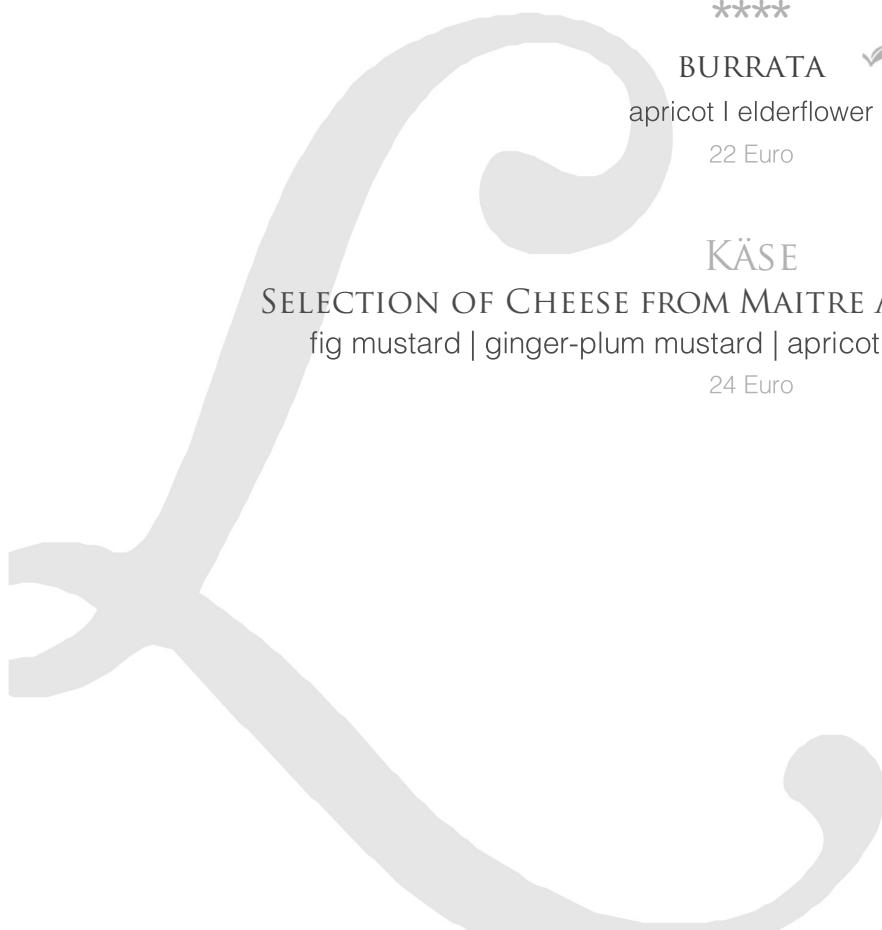 ****
BURRATA
apricot I elderflower
22 Euro
KÄSE
SELECTION OF CHEESE FROM MAITRE
fig mustard | ginger-plum mustard | apricot
24 Euro